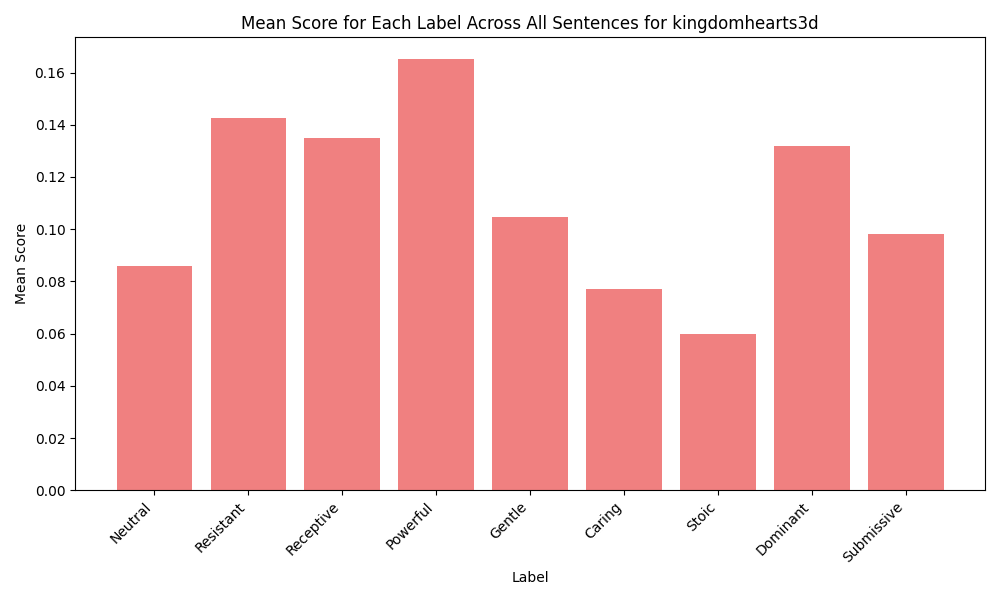 Mean Score for Each Label Across All Sentences for kingdomhearts3d
Mean Score
0.16
0.14
0.12
0.10
0.08
0.06
0.04
0.02
0.00
Neutral
Resistant
Receptive
Powerful
Gentle
Caring
Stoic
Dominant
Submissive
Label